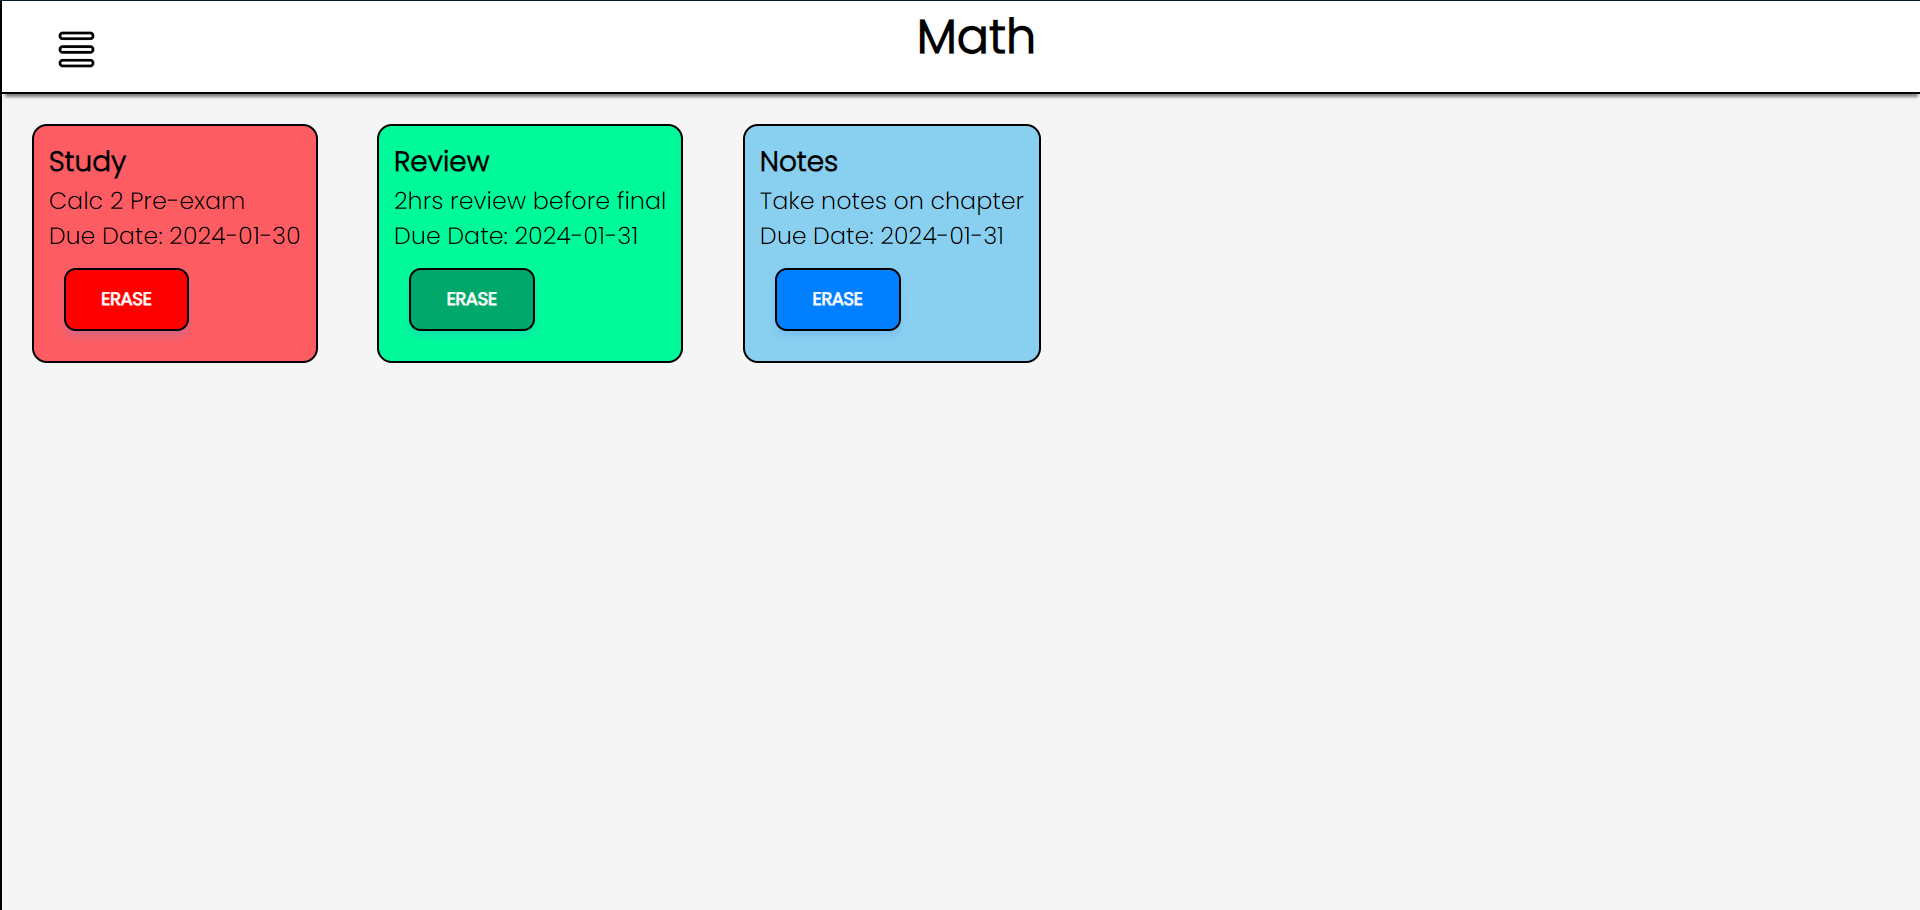 Math
Study
Calc 2 Pre-exam
Due Date: 2024-01-30
ERASE
Review
2hrs review before final
Due Date: 2024-01-31
ERASE
Notes
Take notes on chapter
Due Date: 2024-01-31
ERASE